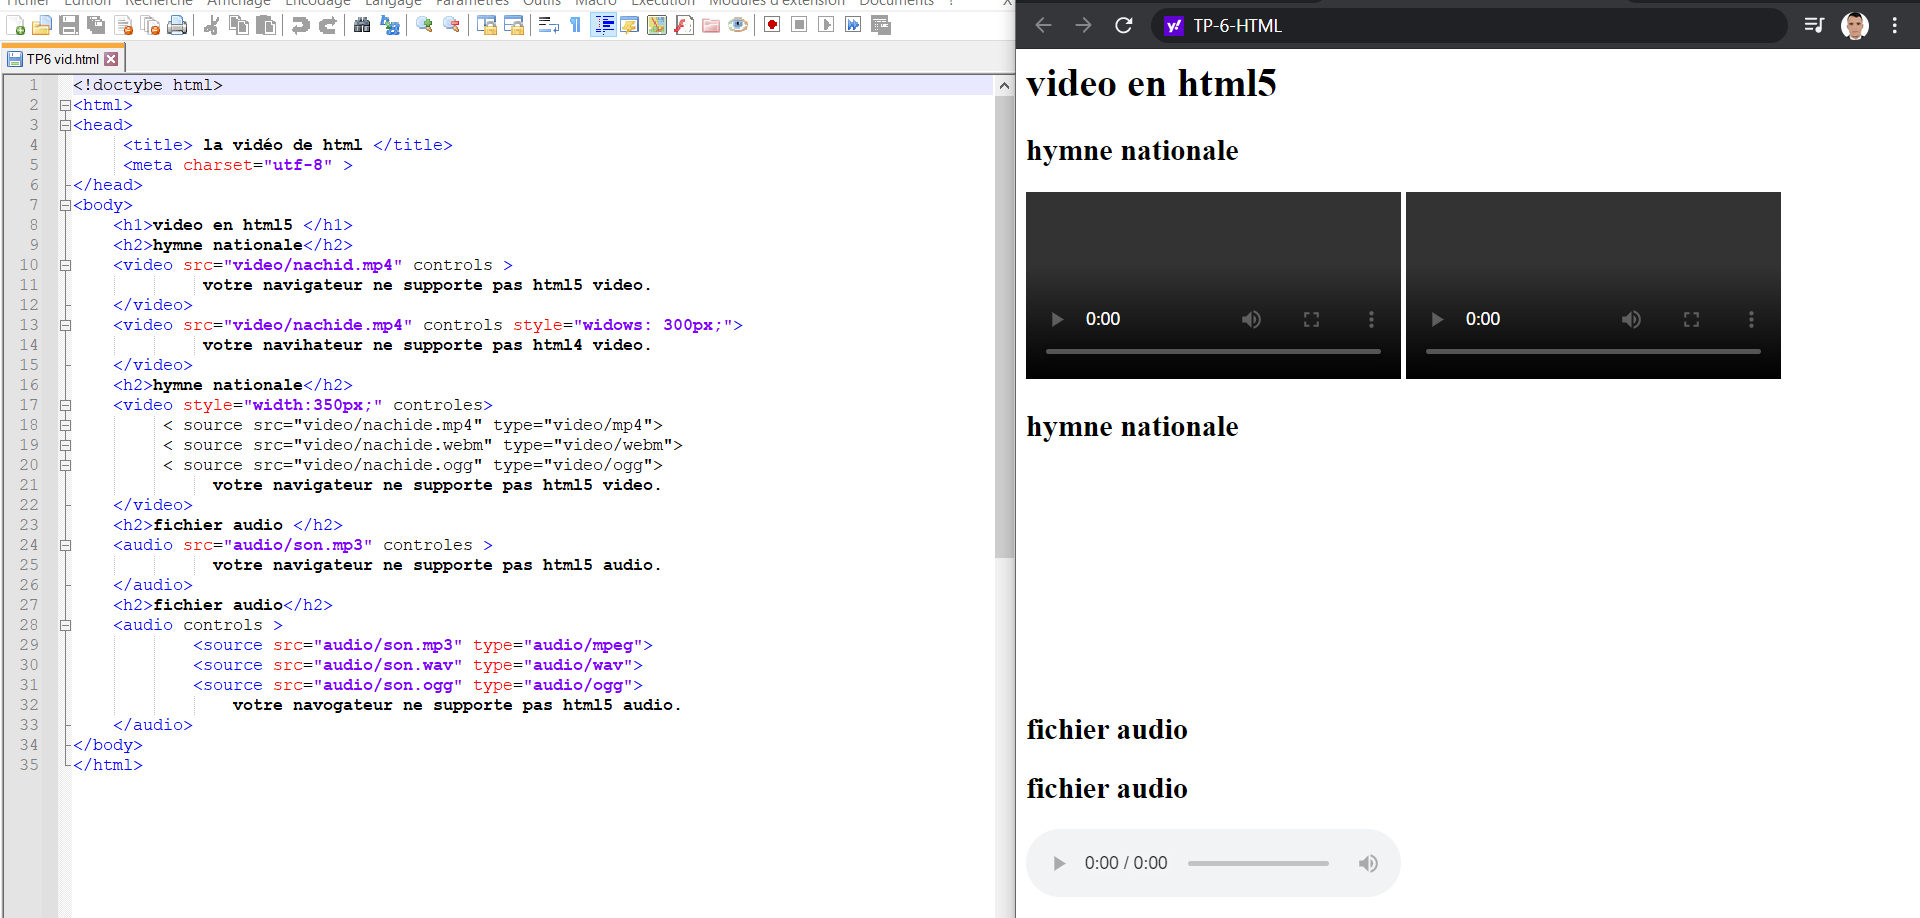 Fichier Edition Recherche Affichage Encodage Langage Paramètres Outils Macro Exécution Modules d'extension Documents ? X
TP6 vid.html
1 <!doctybe html>
2 <html>
3 <head>
4 <title> la vidéo de html </title>
5 <meta charset="utf-8" >
6 </head>
7 <body>
8 <h1>video en html5 </h1>
9 <h2>hymne nationale</h2>
10 <video src="video/nachid.mp4" controls >
11 votre navigateur ne supporte pas html5 video.
12 </video>
13 <video src="video/nachide.mp4" controls style="widows: 300px;">
14 votre navihateur ne supporte pas html4 video.
15 </video>
16 <h2>hymne nationale</h2>
17 <video style="width:350px;" controles>
18 < source src="video/nachide.mp4" type="video/mp4">
19 < source src="video/nachide.webm" type="video/webm">
20 < source src="video/nachide.ogg" type="video/ogg">
21 votre navigateur ne supporte pas html5 video.
22 </video>
23 <h2>fichier audio </h2>
24 <audio src="audio/son.mp3" controles >
25 votre navigateur ne supporte pas html5 audio.
26 </audio>
27 <h2>fichier audio</h2>
28 <audio controls >
29 <source src="audio/son.mp3" type="audio/mpeg">
30 <source src="audio/son.wav" type="audio/wav">
31 <source src="audio/son.ogg" type="audio/ogg">
32 votre navogateur ne supporte pas html5 audio.
33 </audio>
34 </body>
35 </html>
y! TP-6-HTML
video en html5
hymne nationale
0:00 0:00
hymne nationale
fichier audio
fichier audio
0:00 / 0:00